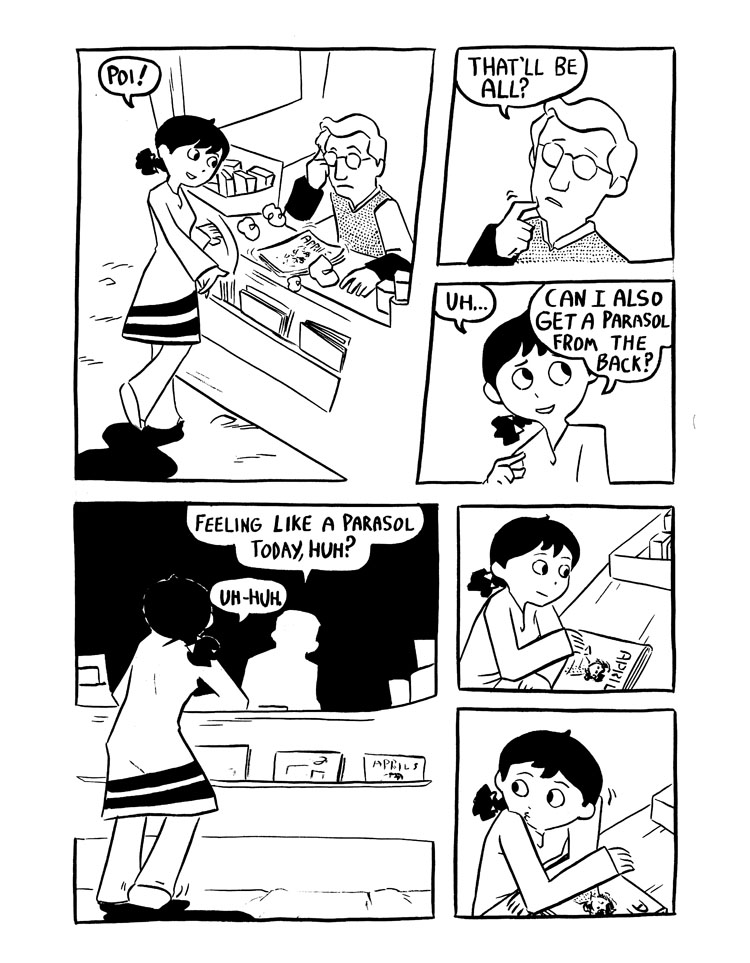 POI!
APRIL
THAT'LL BE
ALL?
UH...
CAN I ALSO
GET A PARASOL
FROM THE
BACK?
FEELING LIKE A PARASOL
TODAY, HUH?
UH-HUH.
APRILS
APRIL
A